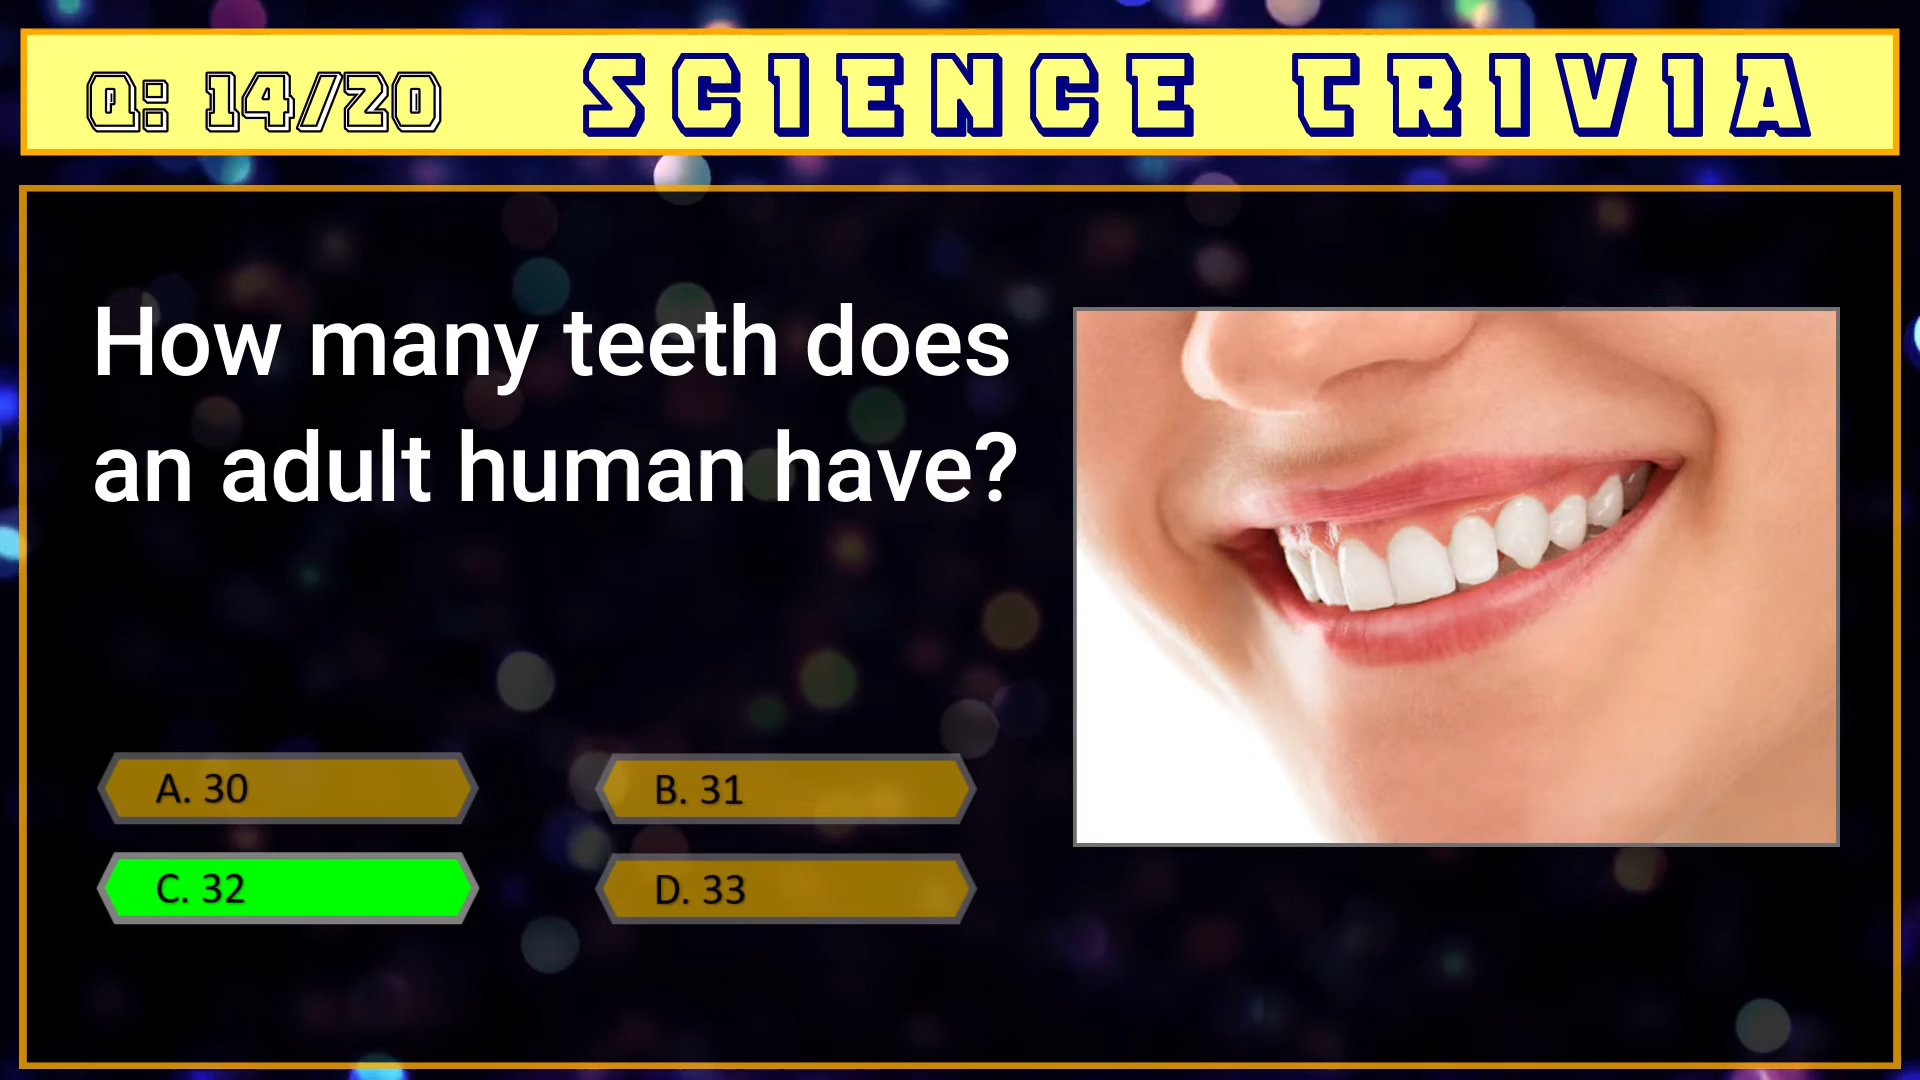 Q: 14/20
SCIENCE TRIVIA
How many teeth does
an adult human have?
A. 30
B. 31
C. 32
D. 33